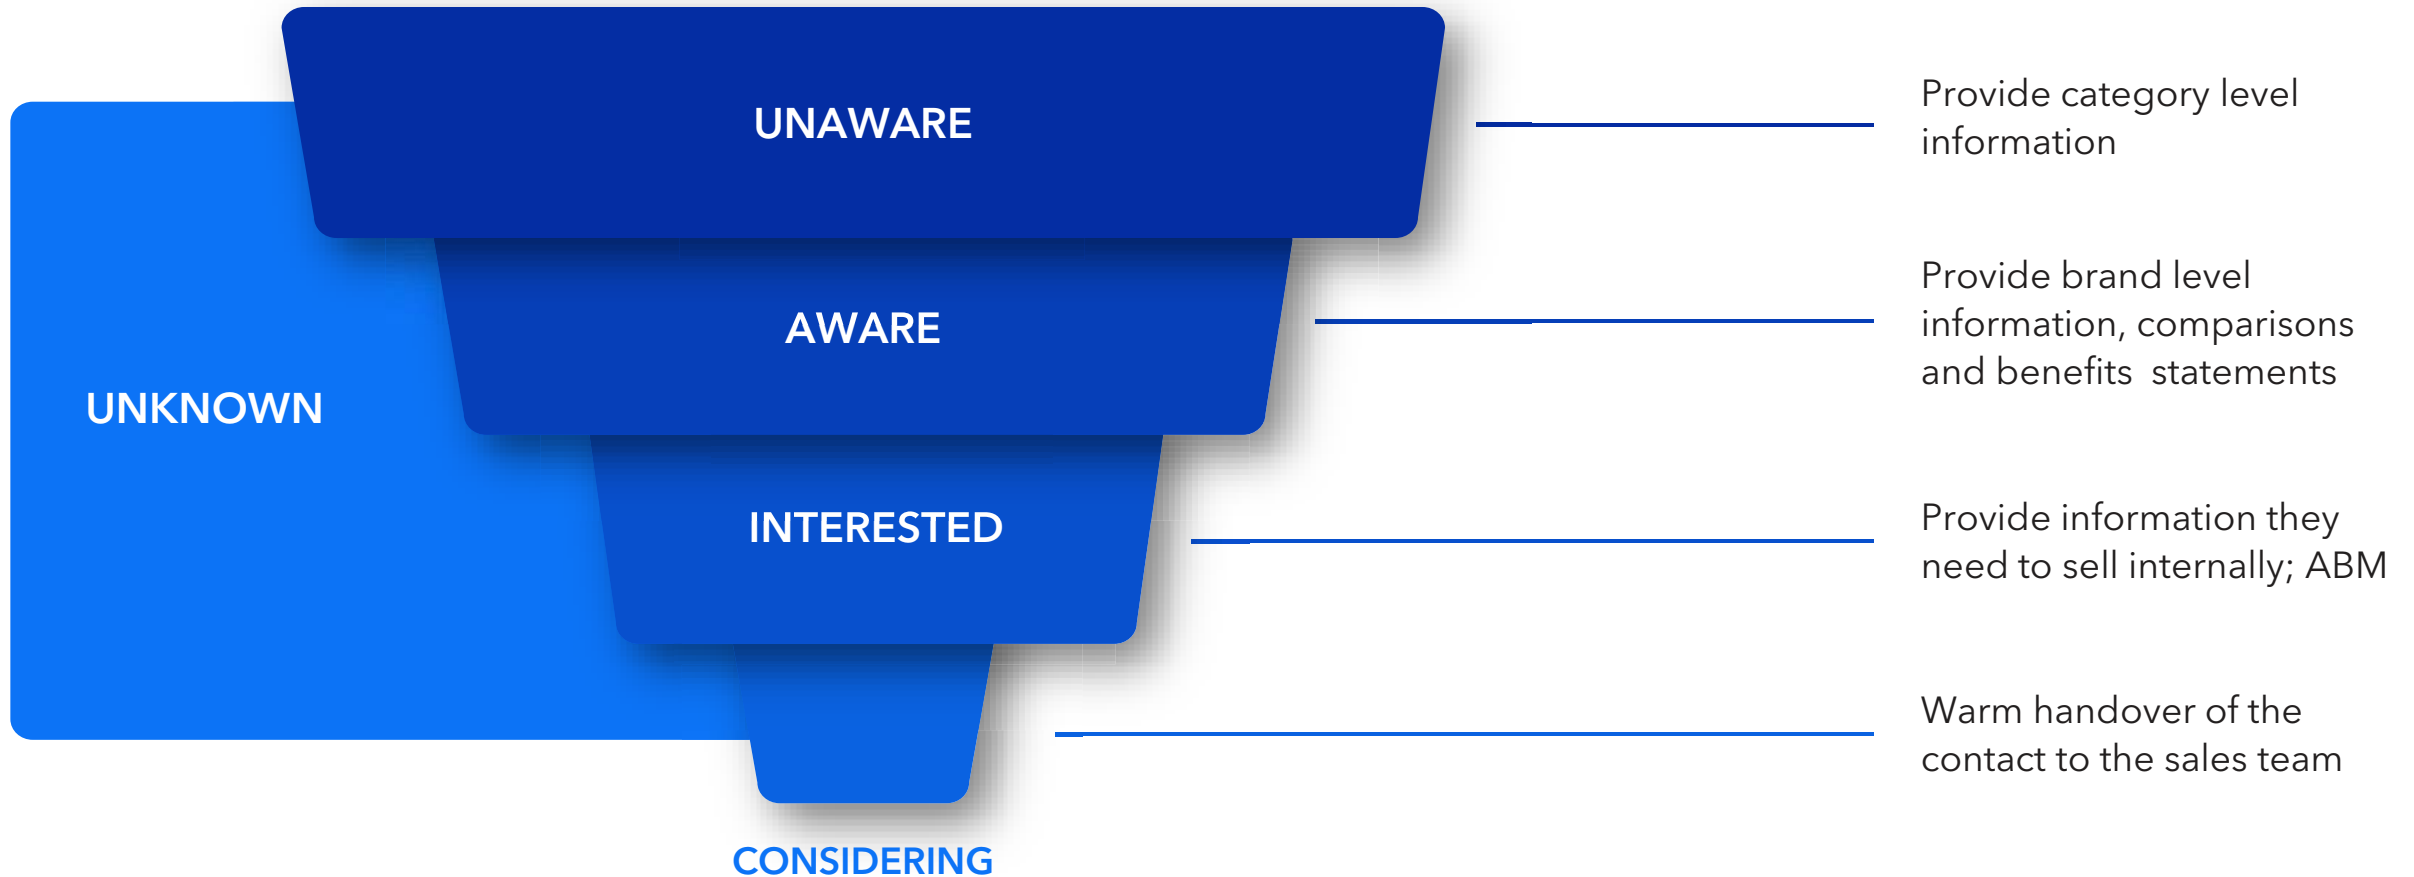 UNAWARE
Provide category level
information
AWARE
Provide brand level
information, comparisons
and benefits  statements
UNKNOWN
INTERESTED
Provide information they
need to sell internally; ABM
Warm handover of the
contact to the sales team
CONSIDERING